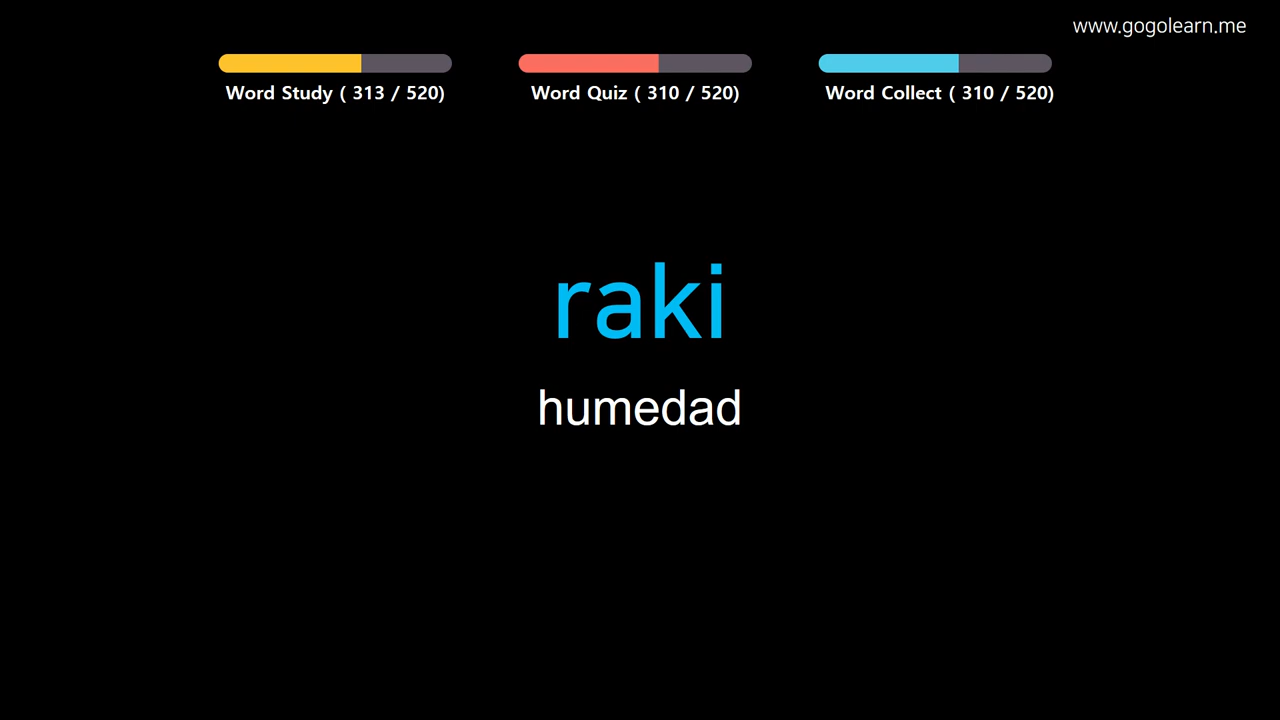 www.gogolearn.me
Word Study ( 313 / 520)
Word Quiz ( 310 / 520)
Word Collect ( 310 / 520)
raki
humedad